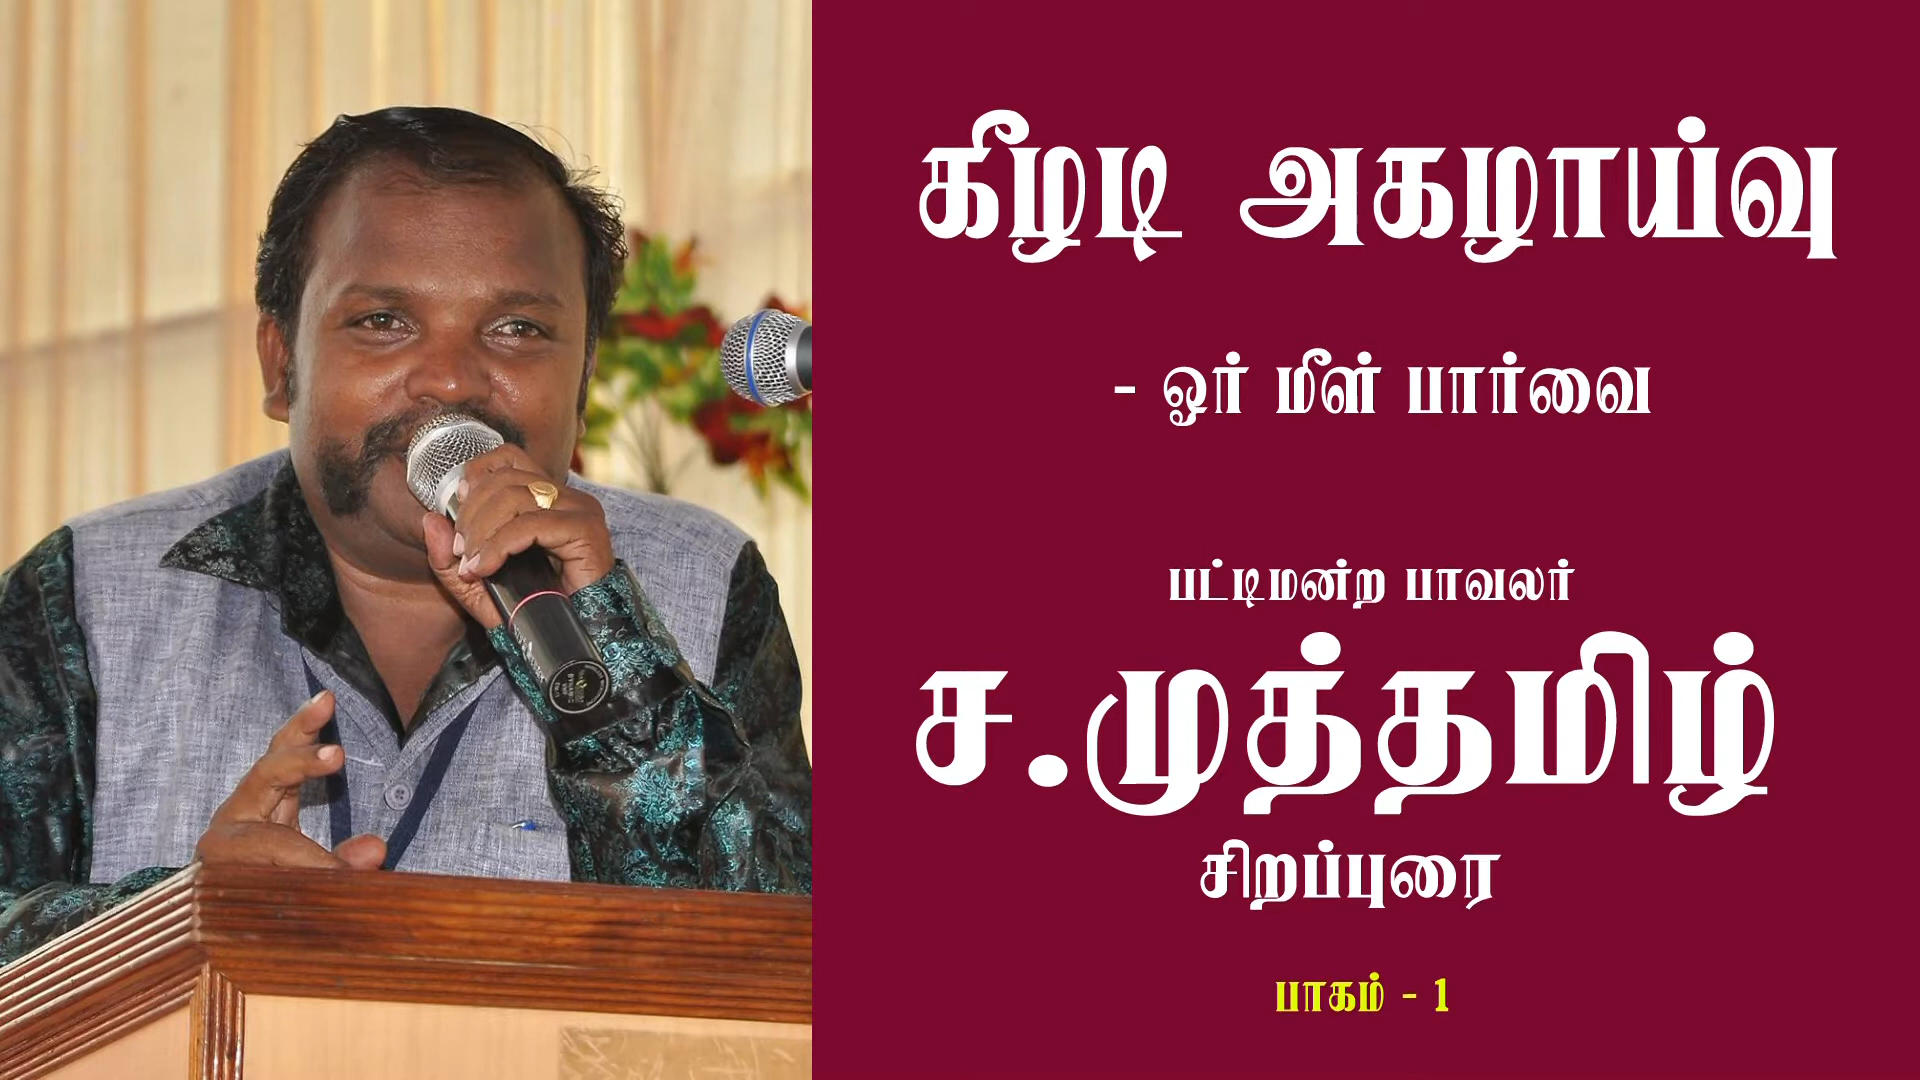 கீழடி அகழாய்வு
- ஓர் மீள் பார்வை
பட்டிமன்ற பாவலர்
ச.முத்தமிழ்
சிறப்புரை
பாகம் - 1